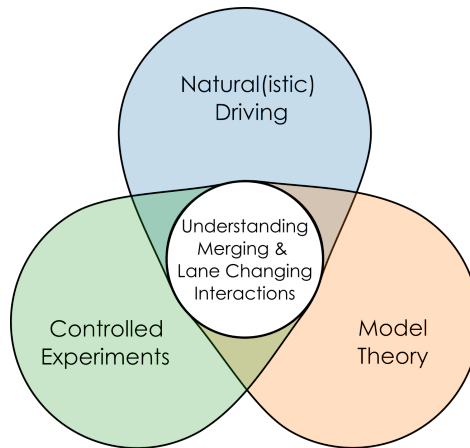 Natural(istic)
Driving
Understanding
Merging &
Lane Changing
Interactions
Controlled
Experiments
Model
Theory